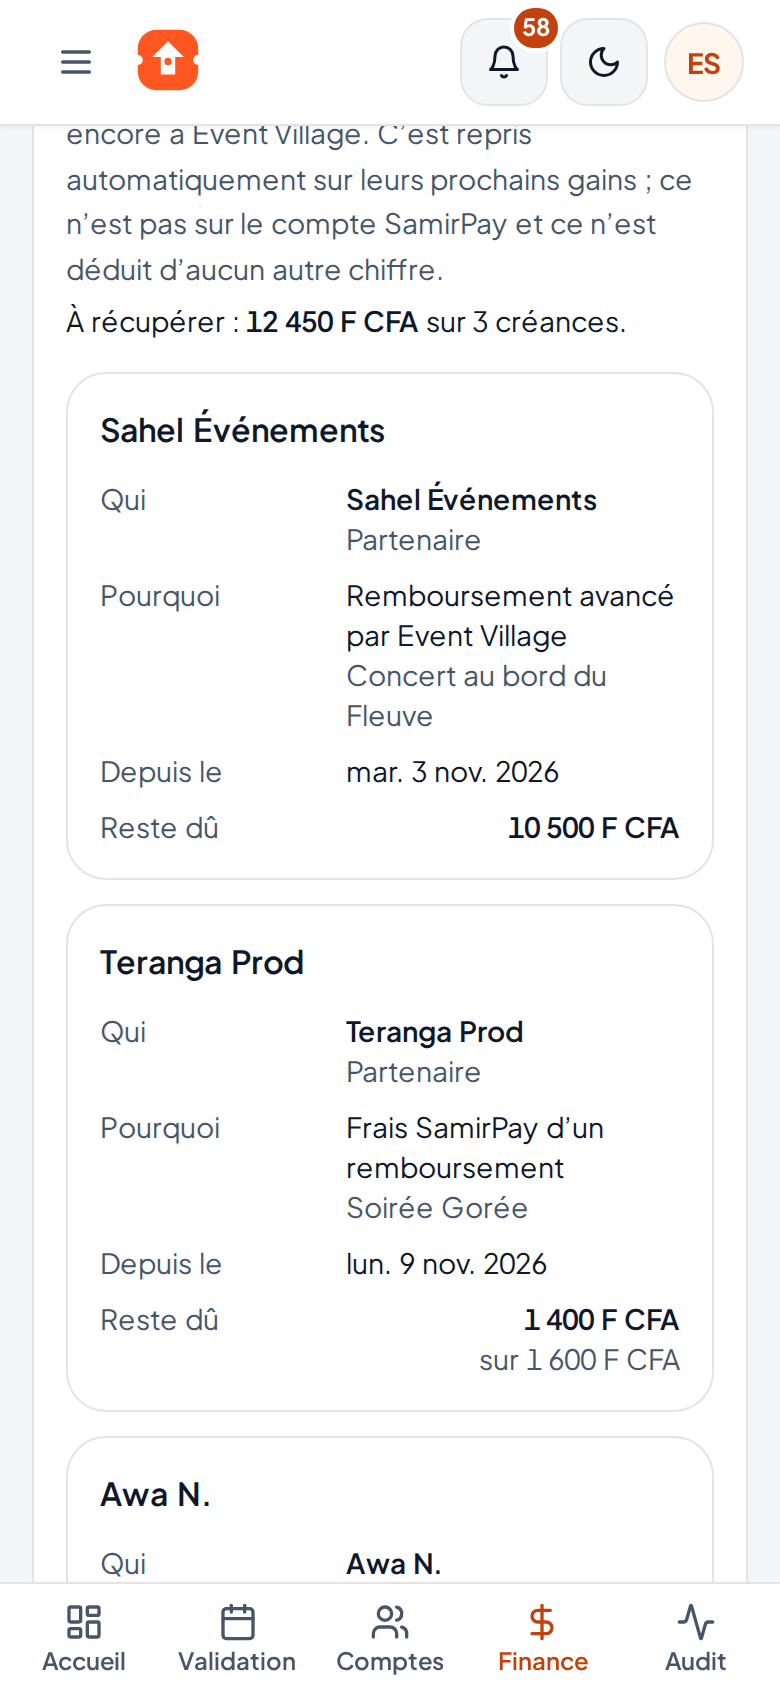 58
ES
encore à Event Village. C’est repris
automatiquement sur leurs prochains gains ; ce
n’est pas sur le compte SamirPay et ce n’est
déduit d’aucun autre chiffre.
À récupérer : 12 450 F CFA sur 3 créances.
Sahel Événements
Qui
Sahel Événements
Partenaire
Pourquoi
Remboursement avancé
par Event Village
Concert au bord du
Fleuve
Depuis le
mar. 3 nov. 2026
Reste dû
10 500 F CFA
Teranga Prod
Qui
Teranga Prod
Partenaire
Pourquoi
Frais SamirPay d’un
remboursement
Soirée Gorée
Depuis le
lun. 9 nov. 2026
Reste dû
1 400 F CFA
sur 1 600 F CFA
Awa N.
Qui
Awa N.
Accueil
Validation
Comptes
Finance
Audit